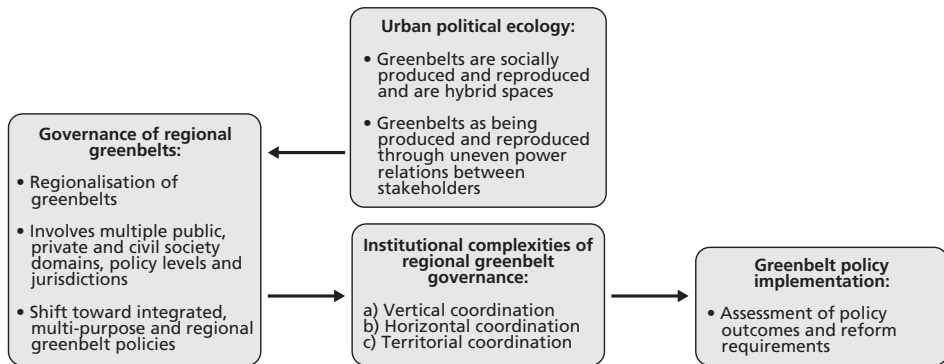 Urban political ecology:
• Greenbelts are socially
produced and reproduced
and are hybrid spaces
• Greenbelts as being
produced and reproduced
through uneven power
relations between
stakeholders
Governance of regional
greenbelts:
• Regionalisation of
greenbelts
• Involves multiple public,
private and civil society
domains, policy levels and
jurisdictions
• Shift toward integrated,
multi-purpose and regional
greenbelt policies
Institutional complexities of
regional greenbelt
governance:
a) Vertical coordination
b) Horizontal coordination
c) Territorial coordination
Greenbelt policy
implementation:
• Assessment of policy
outcomes and reform
requirements